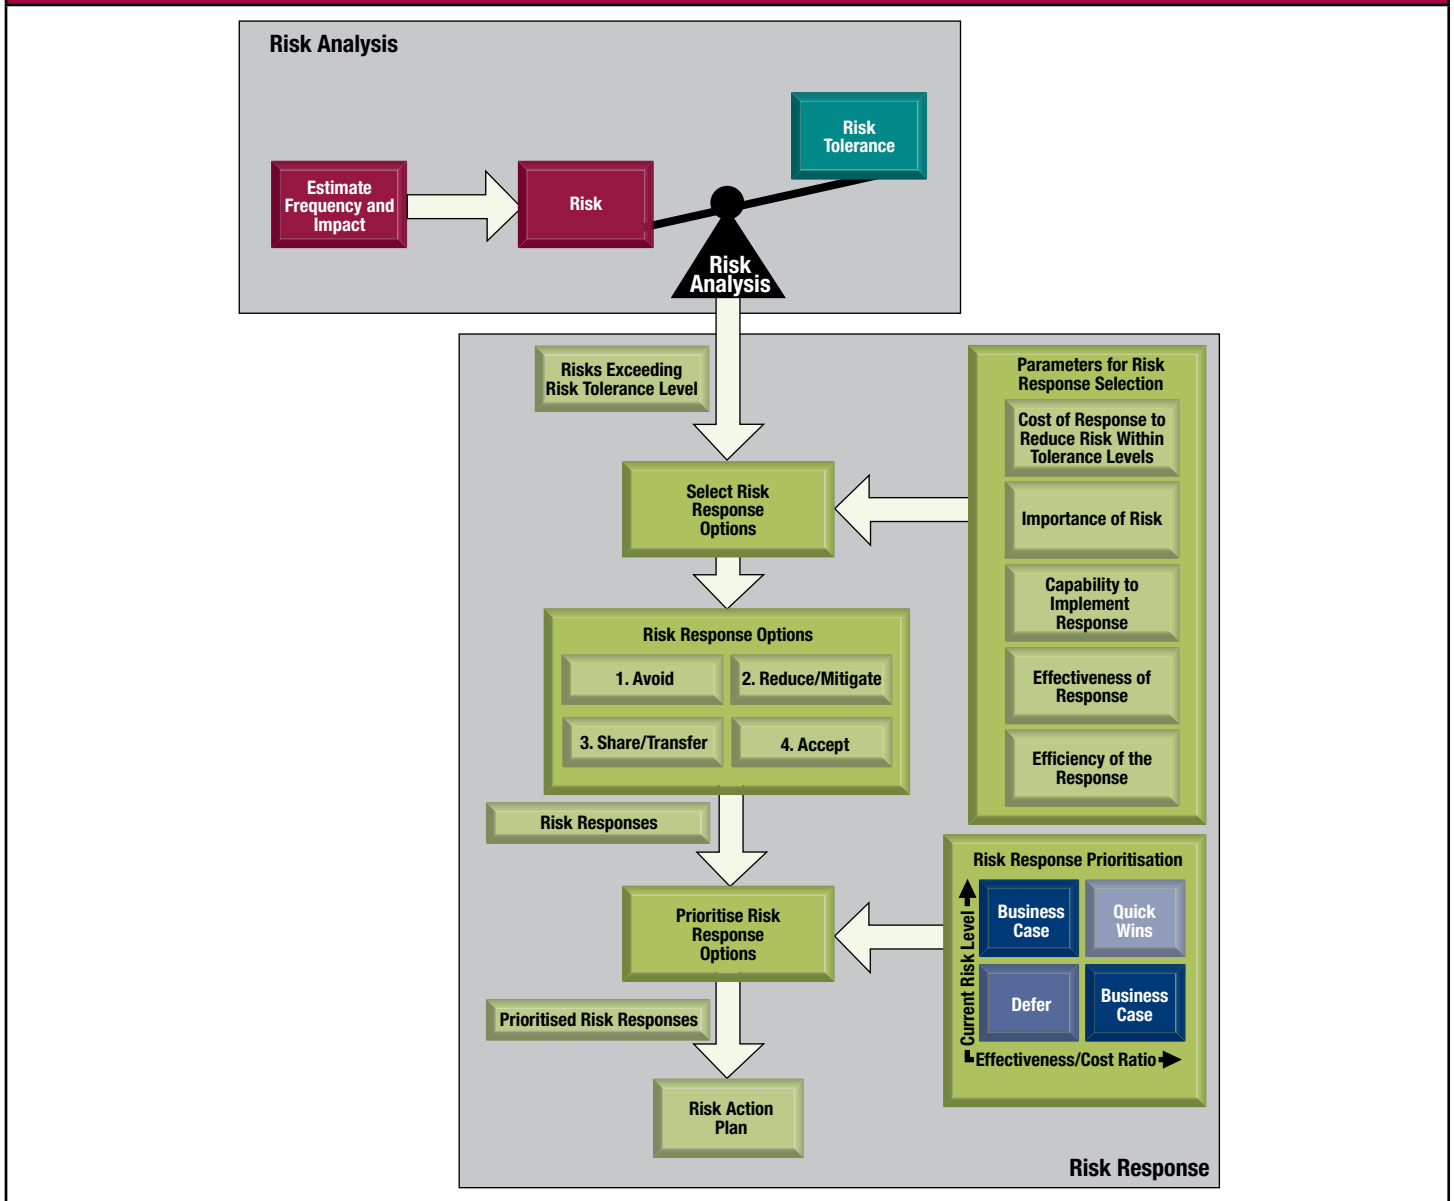 Risk Analysis
Risk
Tolerance
Estimate
Frequency and
Impact
Risk
Risk
Analysis
Risks Exceeding
Risk Tolerance Level
Parameters for Risk
Response Selection
Cost of Response to
Reduce Risk Within
Tolerance Levels
Select Risk
Response
Options
Importance of Risk
Capability to
Implement
Response
Risk Response Options
1. Avoid
2. Reduce/Mitigate
3. Share/Transfer
4. Accept
Effectiveness of
Response
Efficiency of the
Response
Risk Responses
Prioritise Risk
Response
Options
Risk Response Prioritisation
Current Risk Level
Business
Case
Quick
Wins
Defer
Business
Case
Effectiveness/Cost Ratio
Prioritised Risk Responses
Risk Action
Plan
Risk Response